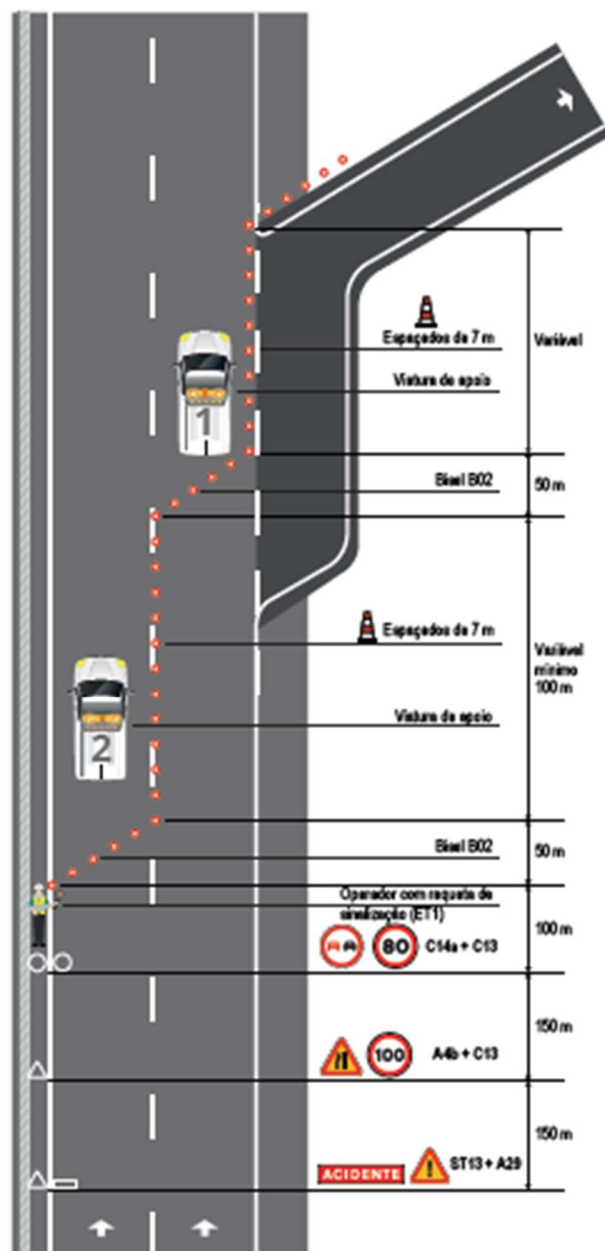 Espaçados de 7 m
Variável
Viatura de apoio
1
Bisel B02
50 m
Espaçados de 7 m
Variável
mínimo
100 m
2
Viatura de apoio
Bisel B02
50 m
Operador com raquete de
sinalização (ET1)
80
C14a + C13
100 m
100
A4b + C13
150 m
ACIDENTE
ST13 + A29
150 m